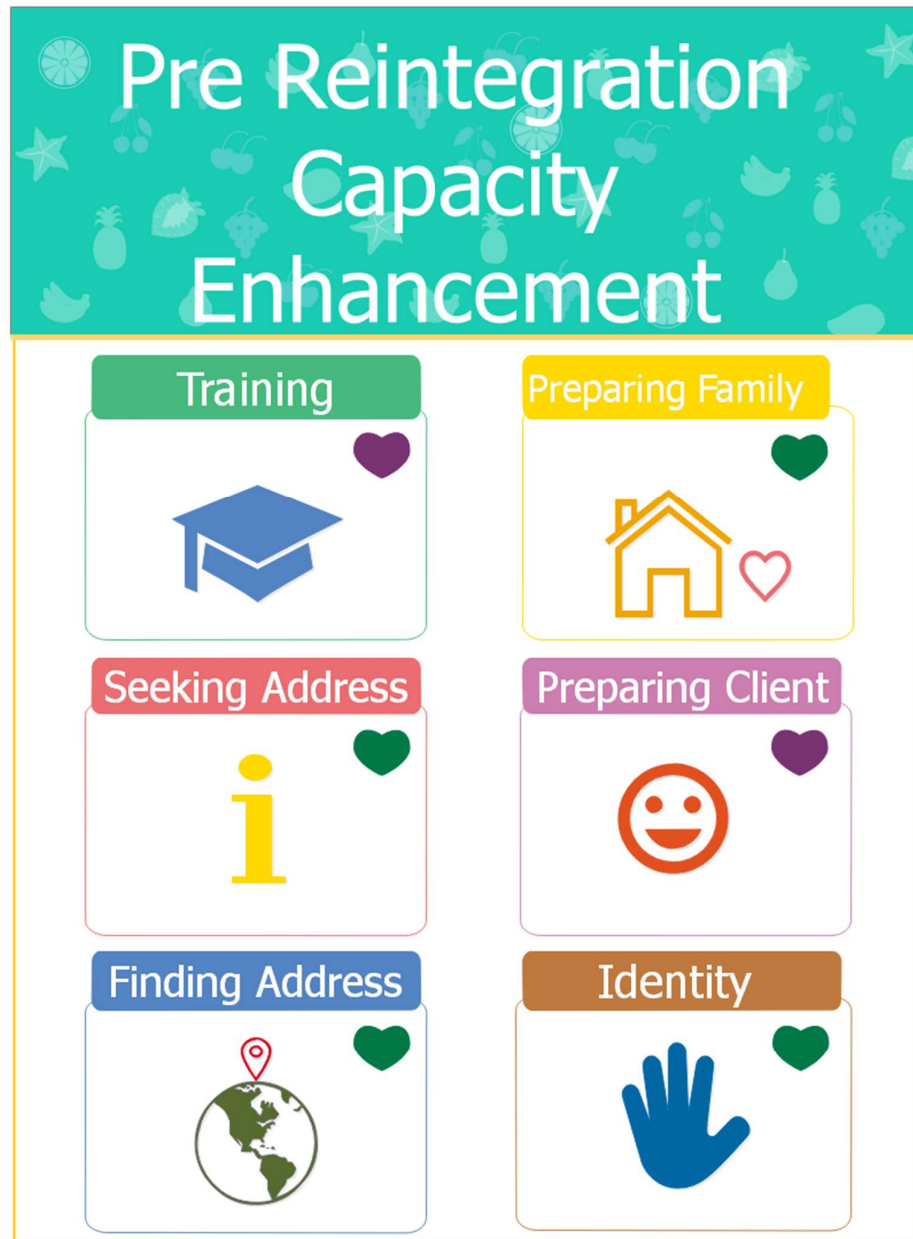 Pre Reintegration
Capacity
Enhancement
Training
Preparing Family
Seeking Address
i
Preparing Client
Finding Address
Identity